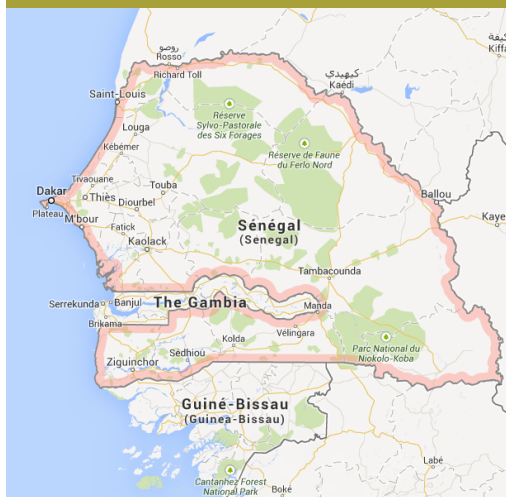 روصو
Rosso
Richard Toll
كيهيدي
Kaédi
كيفة
Kiffa
Saint-Louis
Louga
Réserve
Sylvo-Pastorale
des Six Forages
Kébémer
Réserve de Faune
du Ferlo Nord
Tivaouane
Touba
Dakar
Thiès
Diourbel
Ballou
Plateau
M'bour
Fatick
Kaolack
Sénégal
(Senegal)
Kaye
Tambacounda
Serrekunda
Banjul
The Gambia
Manda
Brikama
Vélingara
Kolda
Sédhiou
Parc National du
Niokolo-Koba
Ziguinchor
Guiné-Bissau
(Guinea-Bissau)
Labé
Cantanhez Forest
National Park
Boké